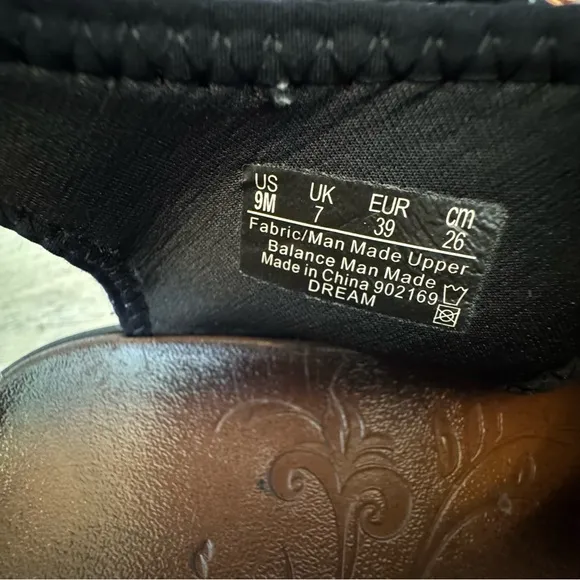 US UK EUR cm
9M 7 39 26
Fabric/Man Made Upper
Balance Man Made
Made in China 902169
DREAM